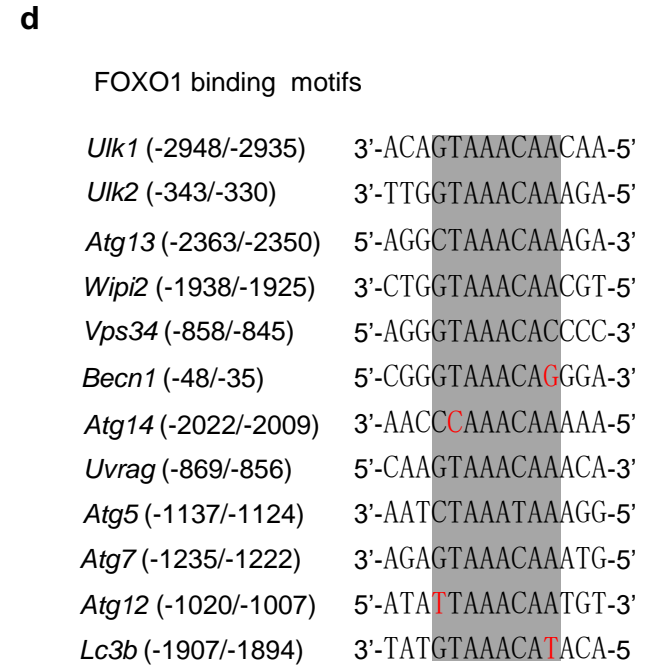 d
FOXO1 binding motifs
Ulk1 (-2948/-2935) 3’-ACAGTAAACAACAA-5’
Ulk2 (-343/-330) 3’-TTGGTAAACAAAGA-5’
Atg13 (-2363/-2350) 5’-AGGCTAAACAAAGA-3’
Wipi2 (-1938/-1925) 3’-CTGGTAAACAACGT-5’
Vps34 (-858/-845) 5’-AGGGTAAACACCCC-3’
Becn1 (-48/-35) 5’-CGGGTAAACAGGGA-3’
Atg14 (-2022/-2009) 3’-AACCCAAACAAAAA-5’
Uvrag (-869/-856) 5’-CAAGTAAACAAACA-3’
Atg5 (-1137/-1124) 3’-AATCTAAATAAAGG-5’
Atg7 (-1235/-1222) 3’-AGAGTAAACAAATG-5’
Atg12 (-1020/-1007) 5’-ATATTAAACAATGT-3’
Lc3b (-1907/-1894) 3’-TATGTAAACATACA-5